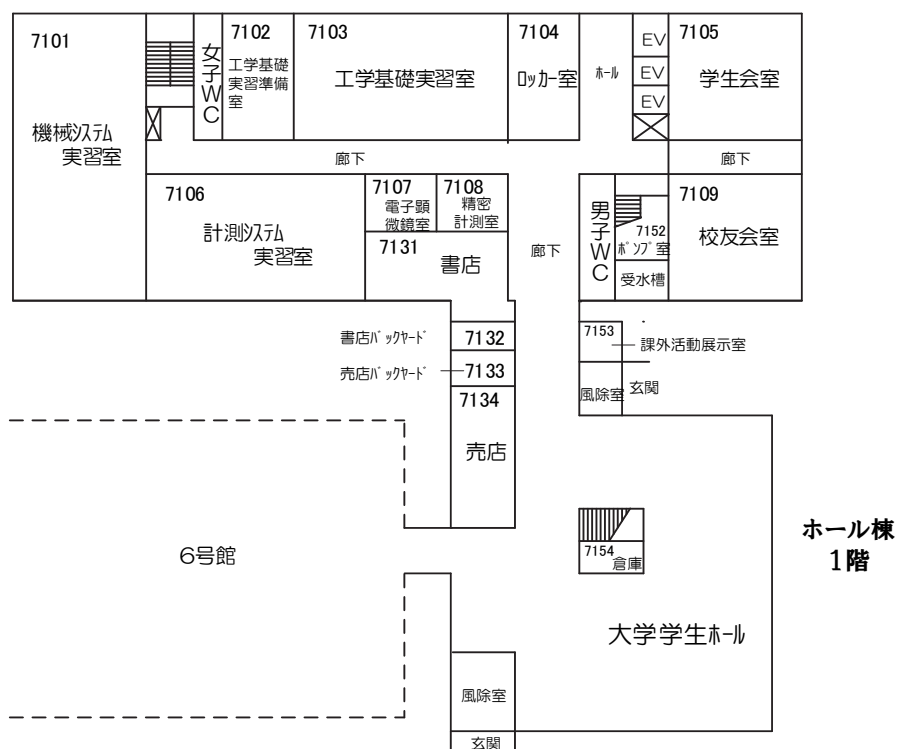 7101
機械システム
実習室
女子WC
7102
工学基礎
実習準備
室
7103
工学基礎実習室
7104
ロッカー室
ホール
EV
EV
EV
7105
学生会室
廊下
廊下
7106
計測システム
実習室
7107
電子顕
微鏡室
7108
精密
計測室
7131
書店
廊下
男子WC
7152
ポンプ室
受水槽
7109
校友会室
書店バックヤード
7132
売店バックヤード
7133
7134
売店
7153
課外活動展示室
風除室
玄関
6号館
7154
倉庫
大学学生ホール
ホール棟
1階
風除室
玄関